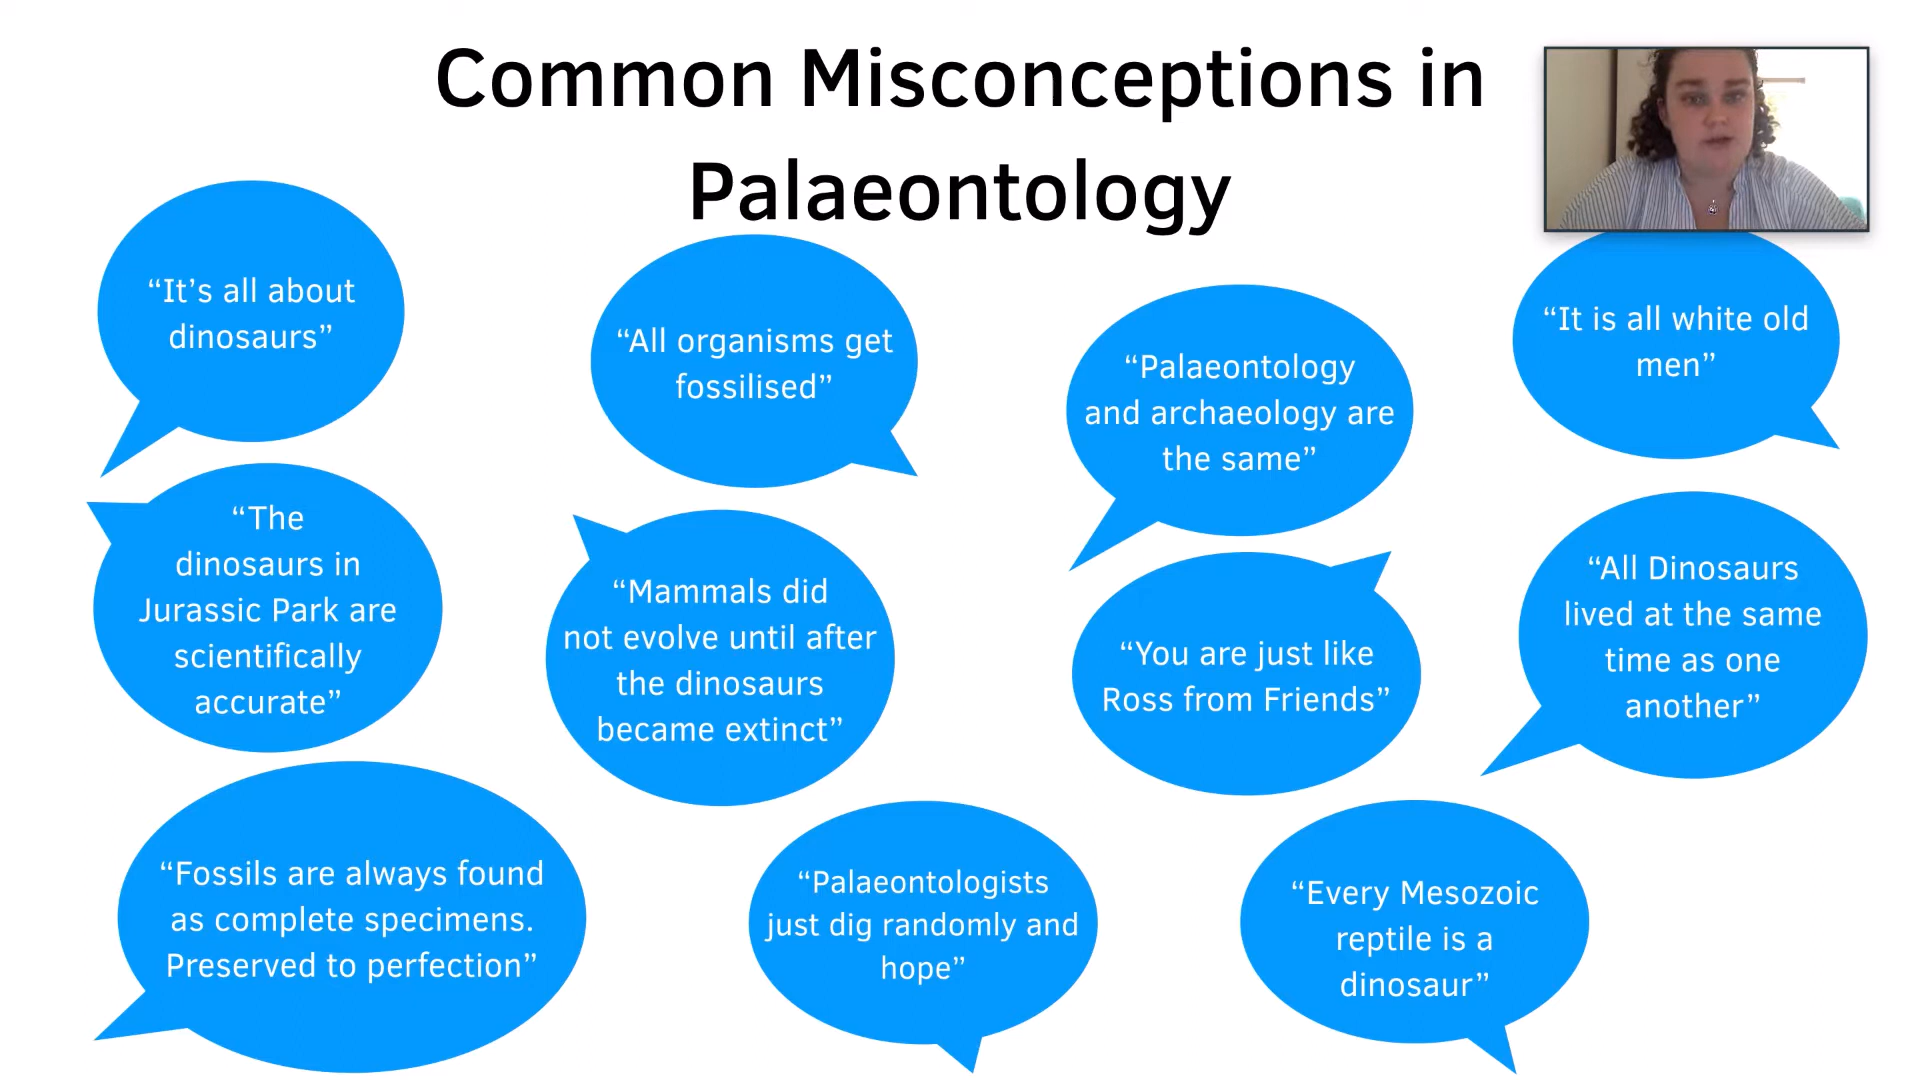 Common Misconceptions in
Palaeontology
“It’s all about
dinosaurs”
“All organisms get
fossilised”
“Palaeontology
and archaeology are
the same”
“It is all white old
men”
“The
dinosaurs in
Jurassic Park are
scientifically
accurate”
“Mammals did
not evolve until after
the dinosaurs
became extinct”
“You are just like
Ross from Friends”
“All Dinosaurs
lived at the same
time as one
another”
“Fossils are always found
as complete specimens.
Preserved to perfection”
“Palaeontologists
just dig randomly and
hope”
“Every Mesozoic
reptile is a
dinosaur”